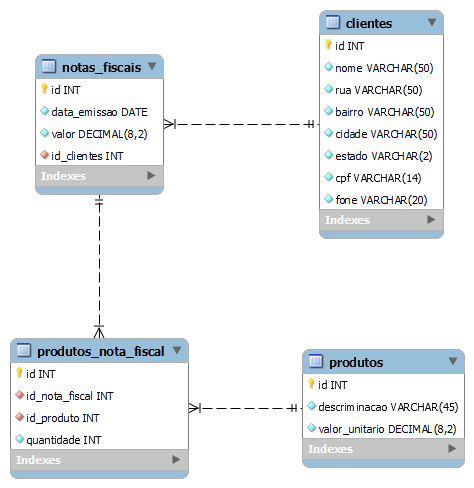 notas_fiscais
id INT
data_emissao DATE
valor DECIMAL(8,2)
id_clientes INT
Indexes
clientes
id INT
nome VARCHAR(50)
rua VARCHAR(50)
bairro VARCHAR(50)
cidade VARCHAR(50)
estado VARCHAR(2)
cpf VARCHAR(14)
fone VARCHAR(20)
Indexes
produtos_nota_fiscal
id INT
id_nota_fiscal INT
id_produto INT
quantidade INT
Indexes
produtos
id INT
descriminacao VARCHAR(45)
valor_unitario DECIMAL(8,2)
Indexes